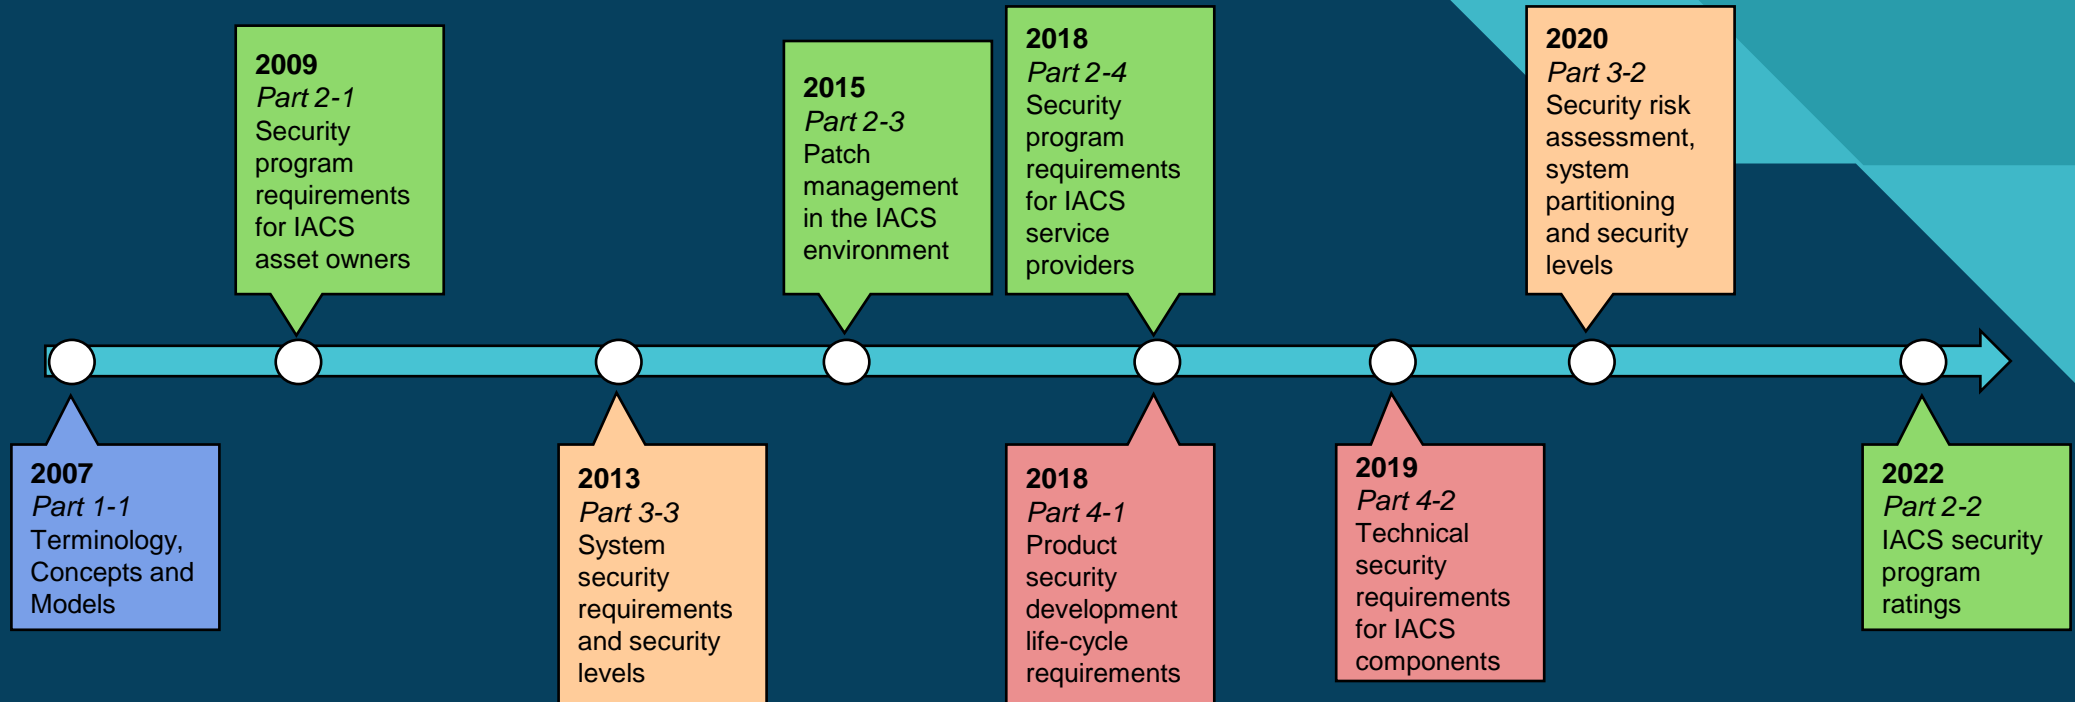 2009
Part 2-1
Security
program
requirements
for IACS
asset owners
2015
Part 2-3
Patch
management
in the IACS
environment
2018
Part 2-4
Security
program
requirements
for IACS
service
providers
2020
Part 3-2
Security risk
assessment,
system
partitioning
and security
levels
2007
Part 1-1
Terminology,
Concepts and
Models
2013
Part 3-3
System
security
requirements
and security
levels
2018
Part 4-1
Product
security
development
life-cycle
requirements
2019
Part 4-2
Technical
security
requirements
for IACS
components
2022
Part 2-2
IACS security
program
ratings